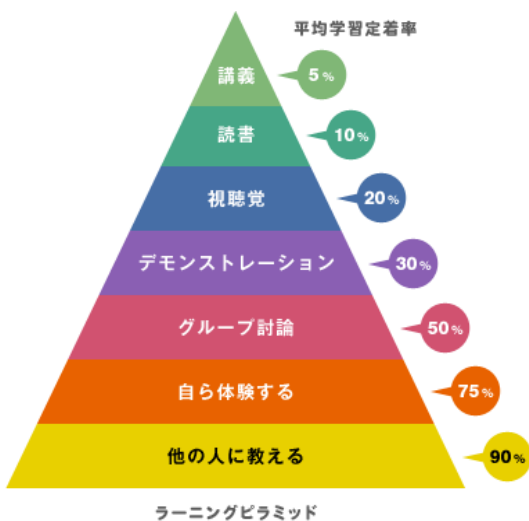 平均学習定着率
講義
5%
読書
10%
視聴覚
20%
デモンストレーション
30%
グループ討論
50%
自ら体験する
75%
他の人に教える
90%
ラーニングピラミッド